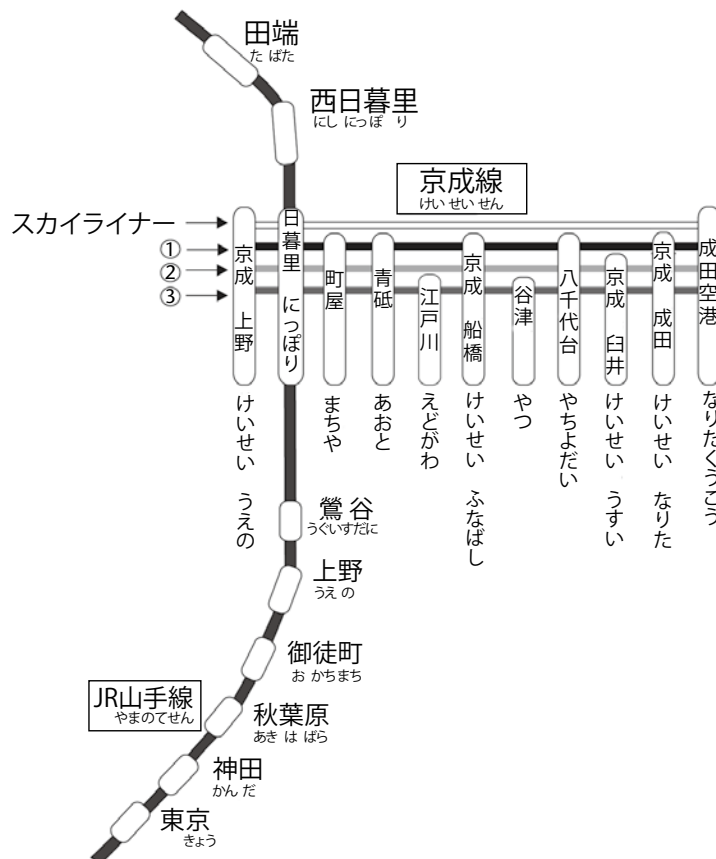 田端
た ばた
西日暮里
にし にっぽ り
京成線
けい せい せん
スカイライナー
①
②
③
京成 上野
日暮里 にっぽり
町屋
青砥
江戸川
京成 船橋
谷津
八千代台
京成 臼井
京成 成田
成田空港
けいせい うえの
まちや
あおと
えどがわ
けいせい ふなばし
やつ
やちよだい
けいせい うすい
けいせい なりた
なりたくうこう
鶯谷
うぐいすだに
上野
うえ の
御徒町
お かちまち
JR山手線
やまのてせん
秋葉原
あき は ばら
神田
かん だ
東京
きょう